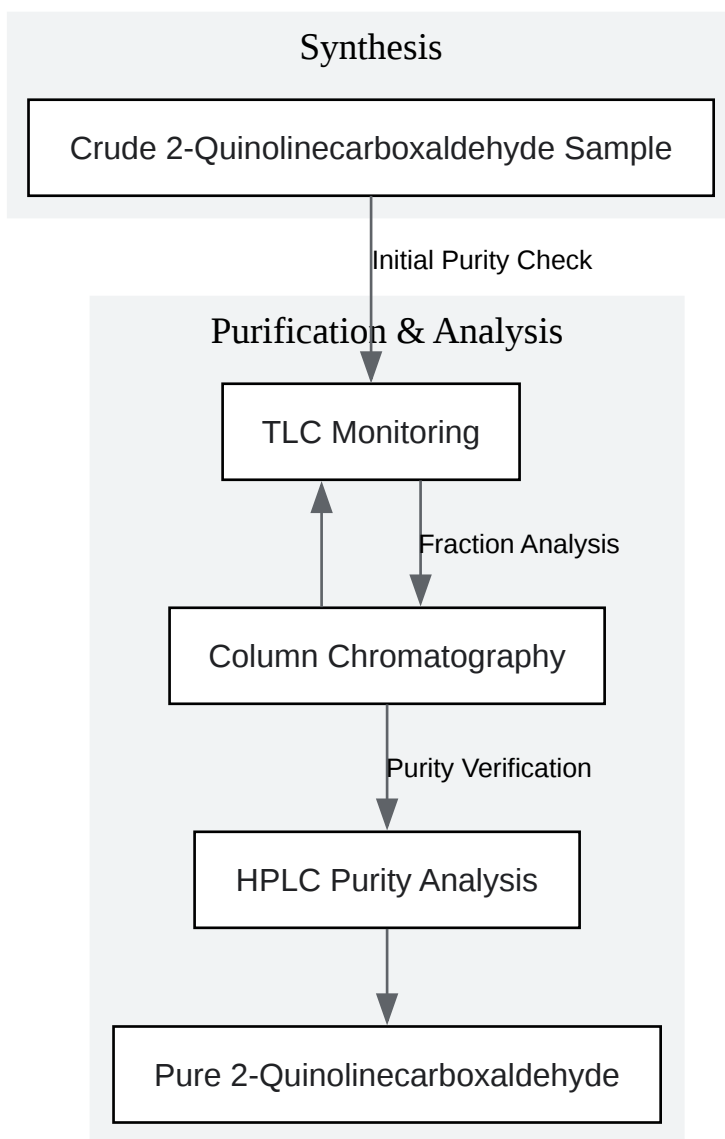 Synthesis
Crude 2-Quinolinecarboxaldehyde Sample
Initial Purity Check
Purification & Analysis
TLC Monitoring
Fraction Analysis
Column Chromatography
Purity Verification
HPLC Purity Analysis
Pure 2-Quinolinecarboxaldehyde